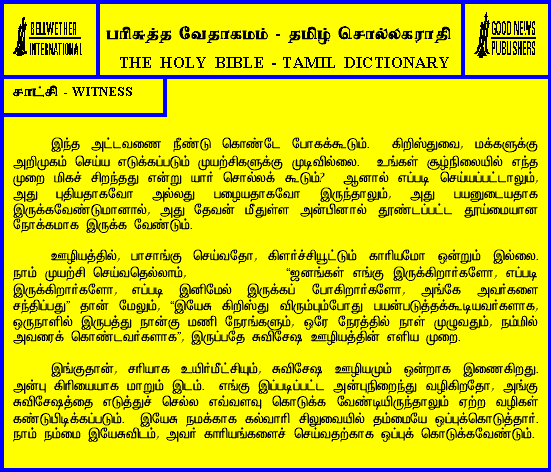 BELLWETHER
INTERNATIONAL
பரிசுத்த வேதாகமம் - தமிழ் சொல்லகராதி
THE HOLY BIBLE - TAMIL DICTIONARY
GOOD NEWS
PUBLISHERS
சாட்சி - WITNESS
இந்த அட்டவணை நீண்டு கொண்டே போகக்கூடும். கிறிஸ்துவை, மக்களுக்கு
அறிமுகம் செய்ய எடுக்கப்படும் முயற்சிகளுக்கு முடிவில்லை. உங்கள் சூழ்நிலையில் எந்த
முறை மிகச் சிறந்தது என்று யார் சொல்லக் கூடும்? ஆனால் எப்படி செய்யப்பட்டாலும்,
அது புதியதாகவோ அல்லது பழையதாகவோ இருந்தாலும், அது பயனுடையதாக
இருக்கவேண்டுமானால், அது தேவன் மீதுள்ள அன்பினால் தூண்டப்பட்ட தூய்மையான
நோக்கமாக இருக்க வேண்டும்.
ஊழியத்தில், பாசாங்கு செய்வதோ, கிளர்ச்சியூட்டும் காரியமோ ஒன்றும் இல்லை.
நாம் முயற்சி செய்வதெல்லாம், “ஜனங்கள் எங்கு இருக்கிறார்களோ, எப்படி
இருக்கிறார்களோ, எப்படி இனிமேல் இருக்கப் போகிறார்களோ, அங்கே அவர்களை
சந்திப்பது” தான் மேலும், “இயேசு கிறிஸ்து விரும்பும்போது பயன்படுத்தக்கூடியவர்களாக,
ஒருநாளில் இருபத்து நான்கு மணி நேரங்களும், ஒரே நேரத்தில் நாள் முழுவதும், நம்மில்
அவரைக் கொண்டவர்களாக”, இருப்பதே சுவிசேஷ ஊழியத்தின் எளிய முறை.
இங்குதான், சரியாக உயிர்மீட்சியும், சுவிசேஷ ஊழியமும் ஒன்றாக இணைகிறது.
அன்பு கிரியையாக மாறும் இடம். எங்கு இப்படிப்பட்ட அன்புநிறைந்து வழிகிறதோ, அங்கு
சுவிசேஷத்தை எடுத்துச் செல்ல எவ்வளவு கொடுக்க வேண்டியிருந்தாலும் ஏற்ற வழிகள்
கண்டுபிடிக்கப்படும். இயேசு நமக்காக கல்வாரி சிலுவையில் தம்மையே ஒப்புக்கொடுத்தார்.
நாம் நம்மை இயேசுவிடம், அவர் காரியங்களைச் செய்வதற்காக ஒப்புக் கொடுக்கவேண்டும்.